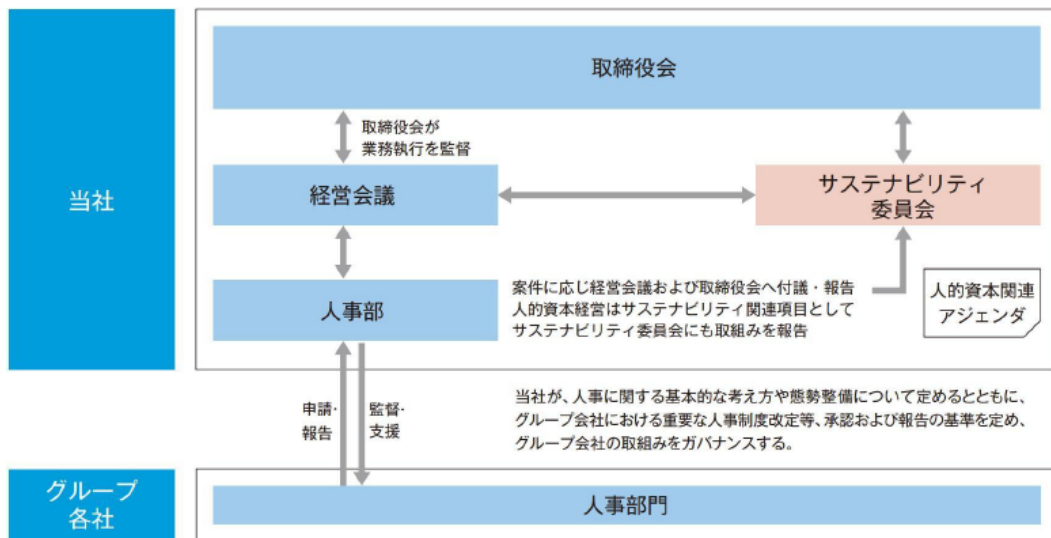 取締役会
取締役会が
業務執行を監督
当社
経営会議
サステナビリティ
委員会
人事部
案件に応じ経営会議および取締役会へ付議・報告
人的資本経営はサステナビリティ関連項目として
サステナビリティ委員会にも取組みを報告
人的資本関連
アジェンダ
申請・
報告
監督・
支援
当社が、人事に関する基本的な考え方や態勢整備について定めるとともに、
グループ会社における重要な人事制度改定等、承認および報告の基準を定め、
グループ会社の取組みをガバナンスする。
グループ
各社
人事部門